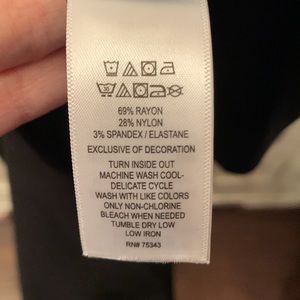 69% RAYON
28% NYLON
3% SPANDEX / ELASTANE
EXCLUSIVE OF DECORATION
TURN INSIDE OUT
MACHINE WASH COOL-
DELICATE CYCLE
WASH WITH LIKE COLORS
ONLY NON-CHLORINE
BLEACH WHEN NEEDED
TUMBLE DRY LOW
LOW IRON
RN# 75343